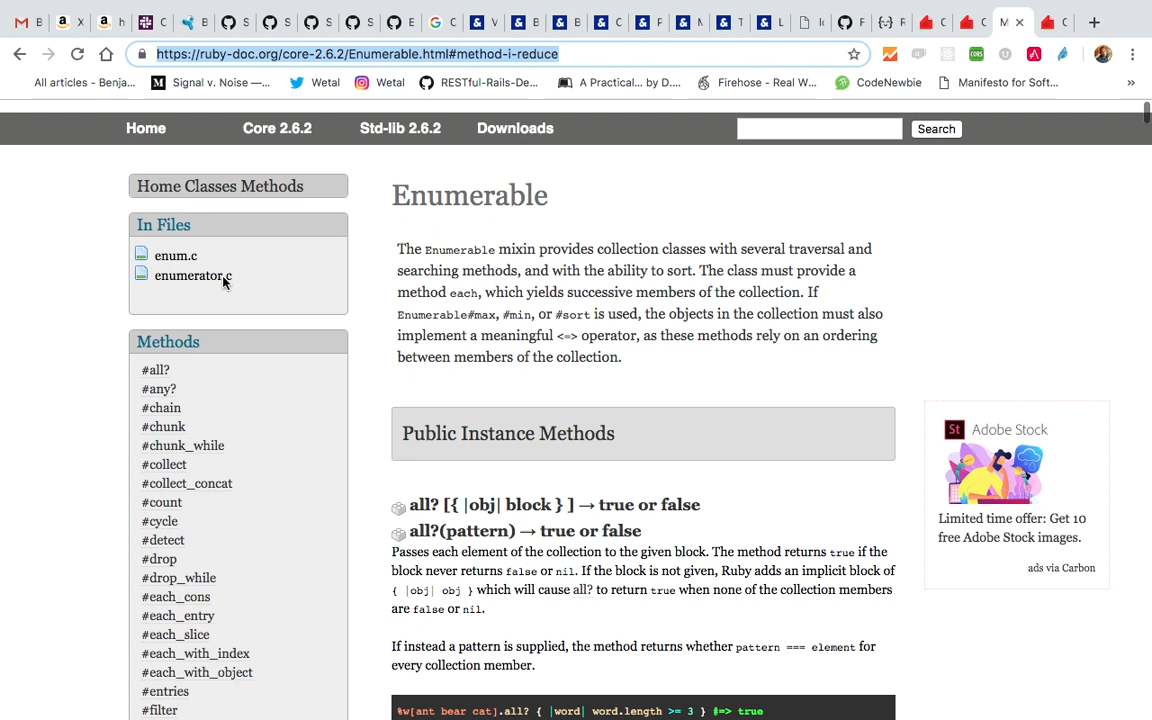 B
X
h
C
B
S
S
S
S
E
C
V
B
B
C
F
M
T
L
Ic
F
F
C
C
M
C
https://ruby-doc.org/core-2.6.2/Enumerable.html#method-i-reduce
All articles - Benja...
Signal v. Noise —...
Wetal
Wetal
RESTful-Rails-De...
A Practical... by D....
Firehose - Real W...
CodeNewbie
Manifesto for Soft...
»
Home
Core 2.6.2
Std-lib 2.6.2
Downloads
Search
Home Classes Methods
In Files
enum.c
enumerator.c
Methods
#all?
#any?
#chain
#chunk
#chunk_while
#collect
#collect_concat
#count
#cycle
#detect
#drop
#drop_while
#each_cons
#each_entry
#each_slice
#each_with_index
#each_with_object
#entries
#filter
Enumerable
The Enumerable mixin provides collection classes with several traversal and
searching methods, and with the ability to sort. The class must provide a
method each, which yields successive members of the collection. If
Enumerable#max, #min, or #sort is used, the objects in the collection must also
implement a meaningful <=> operator, as these methods rely on an ordering
between members of the collection.
Public Instance Methods
all? [{ |obj| block } ] → true or false
all?(pattern) → true or false
Passes each element of the collection to the given block. The method returns true if the
block never returns false or nil. If the block is not given, Ruby adds an implicit block of
{ |obj| obj } which will cause all? to return true when none of the collection members
are false or nil.
If instead a pattern is supplied, the method returns whether pattern === element for
every collection member.
%w[ant bear cat].all? { |word| word.length >= 3 } #=> true
St Adobe Stock
Limited time offer: Get 10
free Adobe Stock images.
ads via Carbon